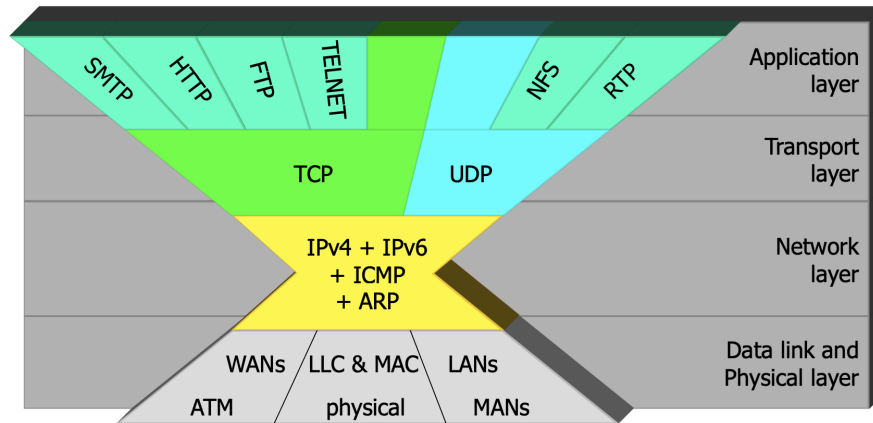 SMTP
HTTP
FTP
TELNET
NFS
RTP
Application
layer
TCP
UDP
Transport
layer
IPv4 + IPv6
+ ICMP
+ ARP
Network
layer
WANs
LLC & MAC
LANs
ATM
physical
MANs
Data link and
Physical layer